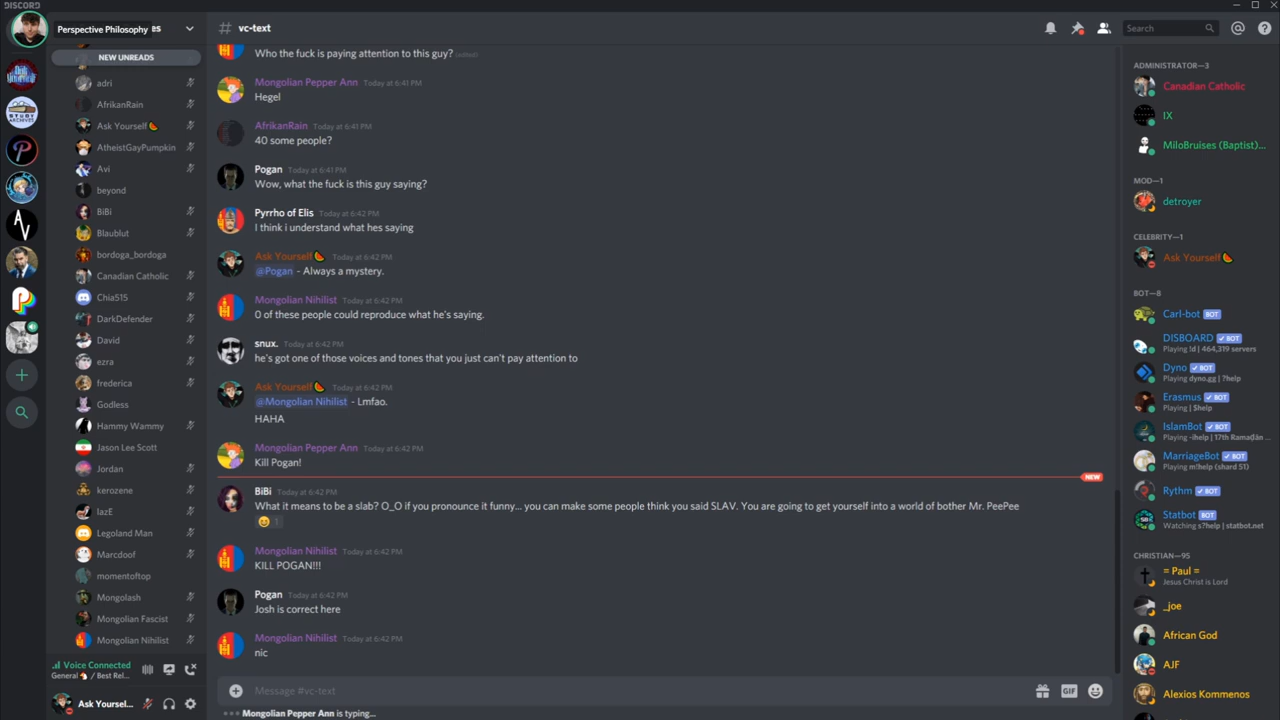 DISCORD
Perspective Philosophy
vc-text
Search
NEW UNREADS
adri
AfrikanRain
Ask Yourself🍉
AtheistGayPumpkin
Avi
beyond
BiBi
Blaublut
bordoga_bordoga
Canadian Catholic
Chia515
DarkDefender
David
ezra
frederica
Godless
Hammy Wammy
Jason Lee Scott
Jordan
kerozene
lazE
Legoland Man
Marcdoof
momentoftop
Mongolash
Mongolian Fascist
Mongolian Nihilist
Voice Connected
General 🐴 / Best Rel...
Ask Yoursel...
Who the fuck is paying attention to this guy? (edited)
Mongolian Pepper Ann Today at 6:41 PM
Hegel
AfrikanRain Today at 6:41 PM
40 some people?
Pogan Today at 6:41 PM
Wow, what the fuck is this guy saying?
Pyrrho of Elis Today at 6:42 PM
I think i understand what hes saying
Ask Yourself🍉 Today at 6:42 PM
@Pogan - Always a mystery.
Mongolian Nihilist Today at 6:42 PM
0 of these people could reproduce what he's saying.
snux. Today at 6:42 PM
he's got one of those voices and tones that you just can't pay attention to
Ask Yourself🍉 Today at 6:42 PM
@Mongolian Nihilist - Lmfao.
HAHA
Mongolian Pepper Ann Today at 6:42 PM
Kill Pogan!
NEW
BiBi Today at 6:42 PM
What it means to be a slab? O_O if you pronounce it funny... you can make some people think you said SLAV. You are going to get yourself into a world of bother Mr. PeePee
😆 1
Mongolian Nihilist Today at 6:42 PM
KILL POGAN!!!
Pogan Today at 6:42 PM
Josh is correct here
Mongolian Nihilist Today at 6:42 PM
nic
Message #vc-text
GIF
Mongolian Pepper Ann is typing...
ADMINISTRATOR—3
Canadian Catholic
IX
MiloBruises (Baptist)...
MOD—1
detroyer
CELEBRITY—1
Ask Yourself🍉
BOT—8
Carl-bot BOT
DISBOARD ✓ BOT
Playing !d | 464,319 servers
Dyno ✓ BOT
Playing dyno.gg | ?help
Erasmus ✓ BOT
Playing | $help
IslamBot ✓ BOT
Playing -ihelp | 17th Ramaḍān ...
MarriageBot ✓ BOT
Playing m!help (shard 51)
Rythm ✓ BOT
Statbot ✓ BOT
Watching s?help | statbot.net
CHRISTIAN—95
= Paul =
Jesus Christ is Lord
_joe
African God
AJF
Alexios Kommenos